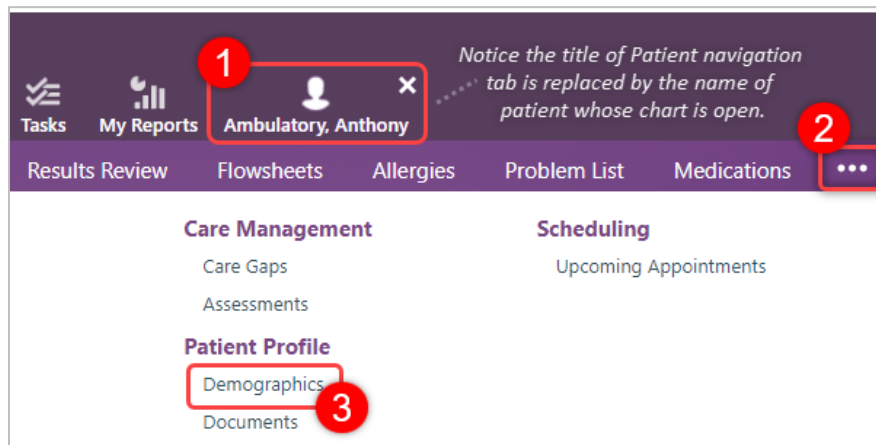 1
Notice the title of Patient navigation
tab is replaced by the name of
patient whose chart is open.
Tasks
My Reports
Ambulatory, Anthony
2
Results Review
Flowsheets
Allergies
Problem List
Medications
•••
Care Management
Care Gaps
Assessments
Scheduling
Upcoming Appointments
Patient Profile
Demographics
3
Documents